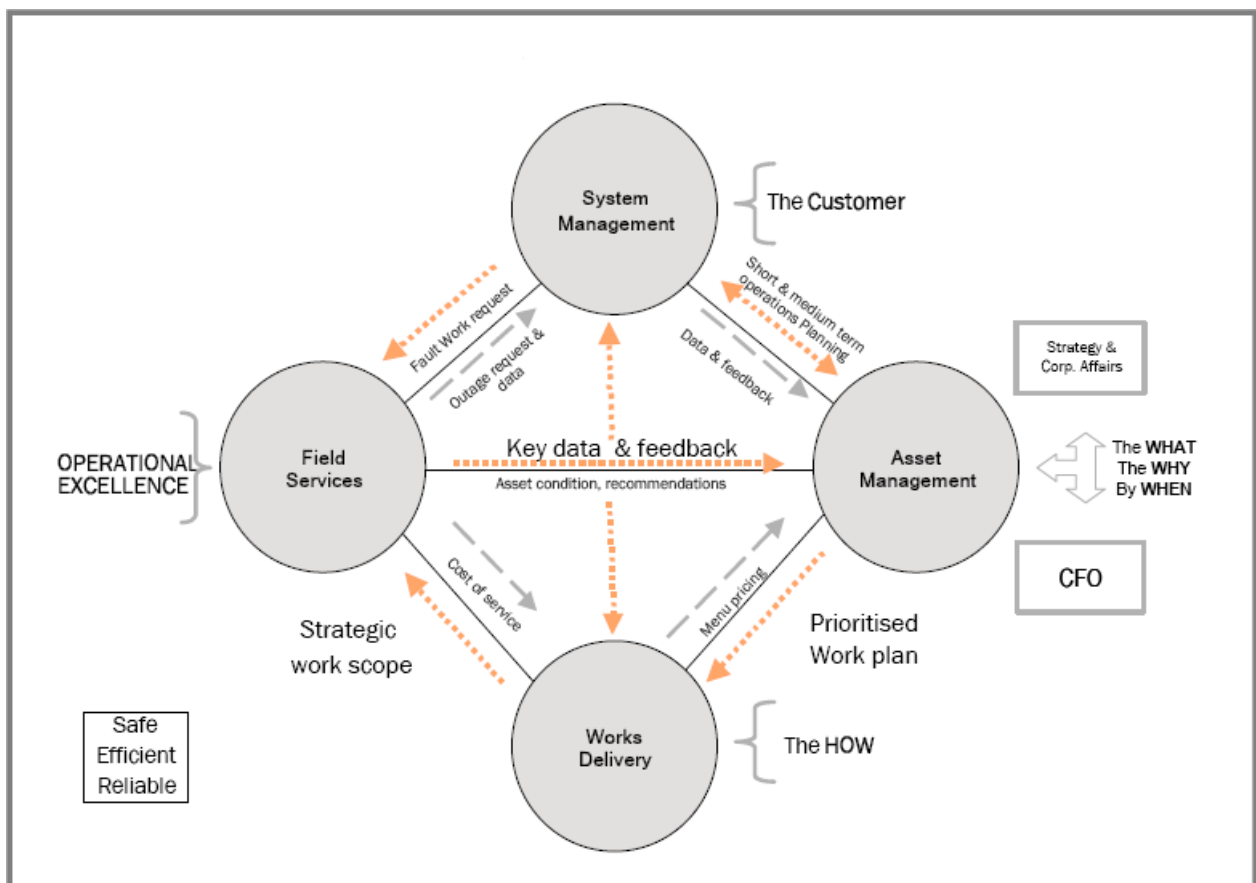 System
Management
The Customer
Short & medium term
operations Planning
Fault Work request
Outage request &
data
Data & feedback
Strategy &
Corp. Affairs
OPERATIONAL
EXCELLENCE
Field
Services
Key data & feedback
Asset condition, recommendations
Asset
Management
The WHAT
The WHY
By WHEN
CFO
Cost of service
Menu pricing
Strategic
work scope
Prioritised
Work plan
Safe
Efficient
Reliable
Works
Delivery
The HOW